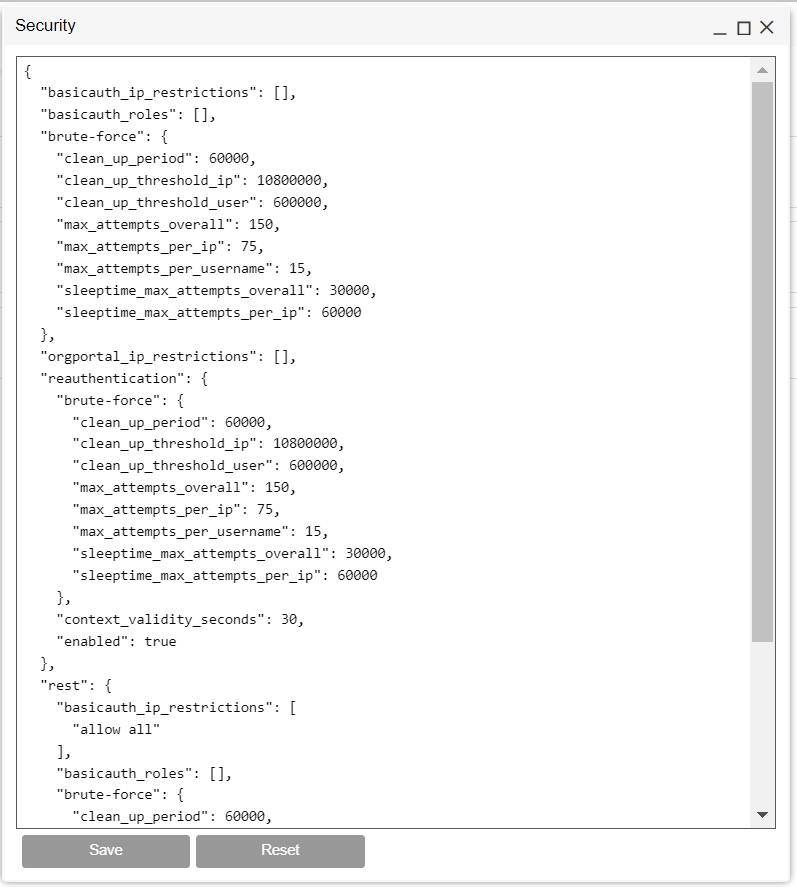 Security
{
  "basicauth_ip_restrictions": [],
  "basicauth_roles": [],
  "brute-force": {
    "clean_up_period": 60000,
    "clean_up_threshold_ip": 10800000,
    "clean_up_threshold_user": 600000,
    "max_attempts_overall": 150,
    "max_attempts_per_ip": 75,
    "max_attempts_per_username": 15,
    "sleeptime_max_attempts_overall": 30000,
    "sleeptime_max_attempts_per_ip": 60000
  },
  "orgportal_ip_restrictions": [],
  "reauthentication": {
    "brute-force": {
      "clean_up_period": 60000,
      "clean_up_threshold_ip": 10800000,
      "clean_up_threshold_user": 600000,
      "max_attempts_overall": 150,
      "max_attempts_per_ip": 75,
      "max_attempts_per_username": 15,
      "sleeptime_max_attempts_overall": 30000,
      "sleeptime_max_attempts_per_ip": 60000
    },
    "context_validity_seconds": 30,
    "enabled": true
  },
  "rest": {
    "basicauth_ip_restrictions": [
      "allow all"
    ],
    "basicauth_roles": [],
    "brute-force": {
      "clean_up_period": 60000,
Save Reset